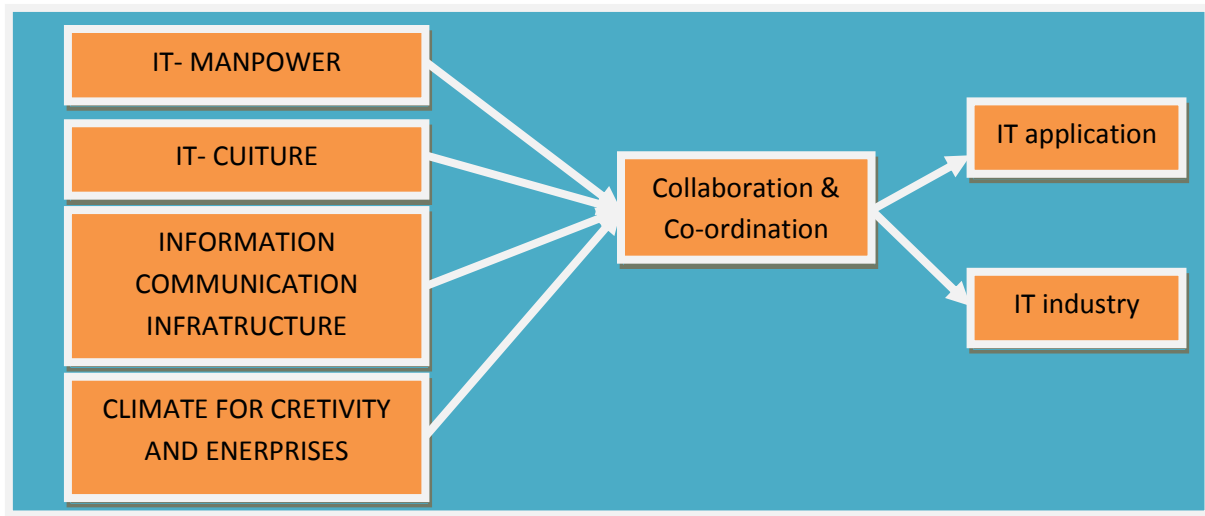 IT- MANPOWER
IT- CUITURE
INFORMATION
COMMUNICATION
INFRATRUCTURE
CLIMATE FOR CRETIVITY
AND ENERPRISES
Collaboration &
Co-ordination
IT application
IT industry